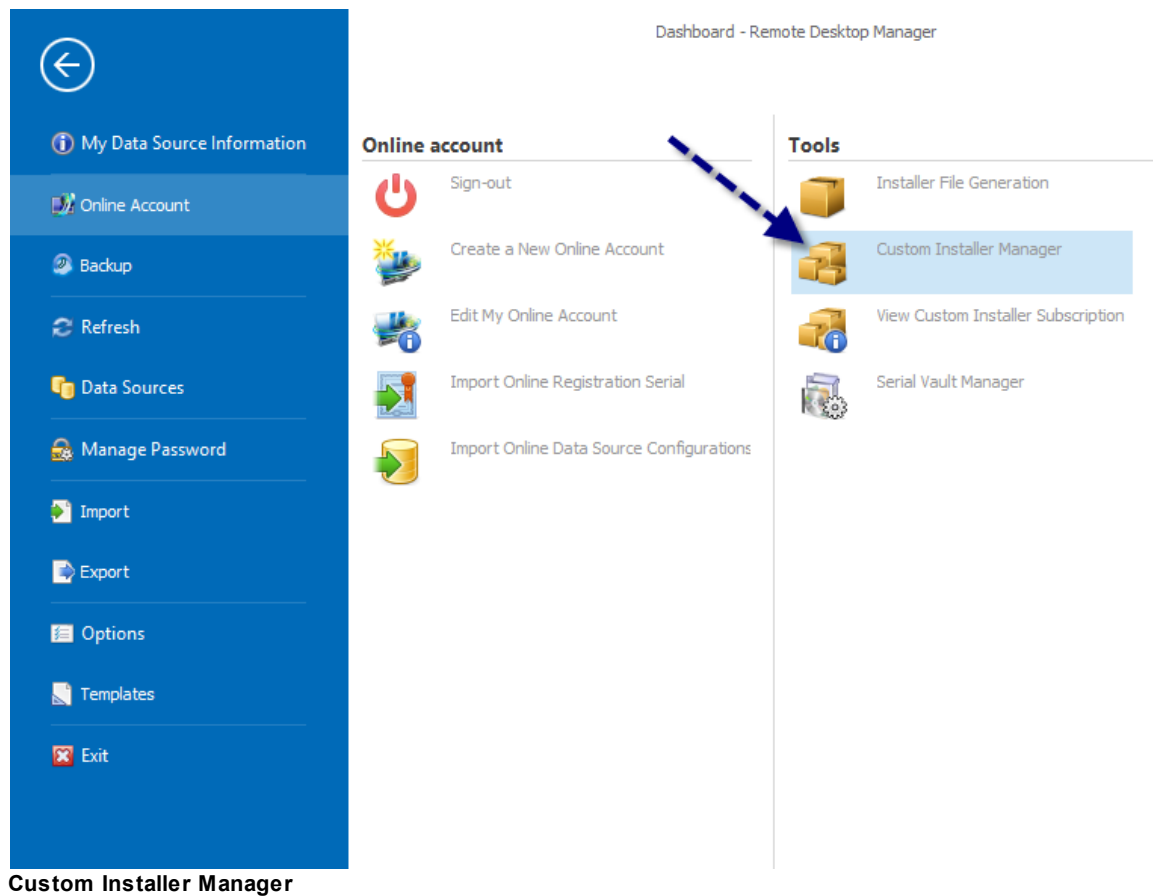 Dashboard - Remote Desktop Manager
My Data Source Information
Online Account
Backup
Refresh
Data Sources
Manage Password
Import
Export
Options
Templates
Exit
Online account
Sign-out
Create a New Online Account
Edit My Online Account
Import Online Registration Serial
Import Online Data Source Configurations
Tools
Installer File Generation
Custom Installer Manager
View Custom Installer Subscription
Serial Vault Manager
Custom Installer Manager